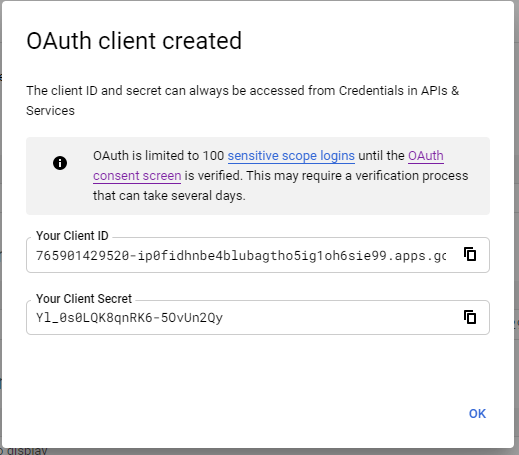 OAuth client created
The client ID and secret can always be accessed from Credentials in APIs &
Services
OAuth is limited to 100 sensitive scope logins until the OAuth
consent screen is verified. This may require a verification process
that can take several days.
Your Client ID
765901429520-ip0fidhnbe4blubagtho5ig1oh6sie99.apps.gc
Your Client Secret
Yl_0s0LQK8qnRK6-5OvUn2Qy
OK
display